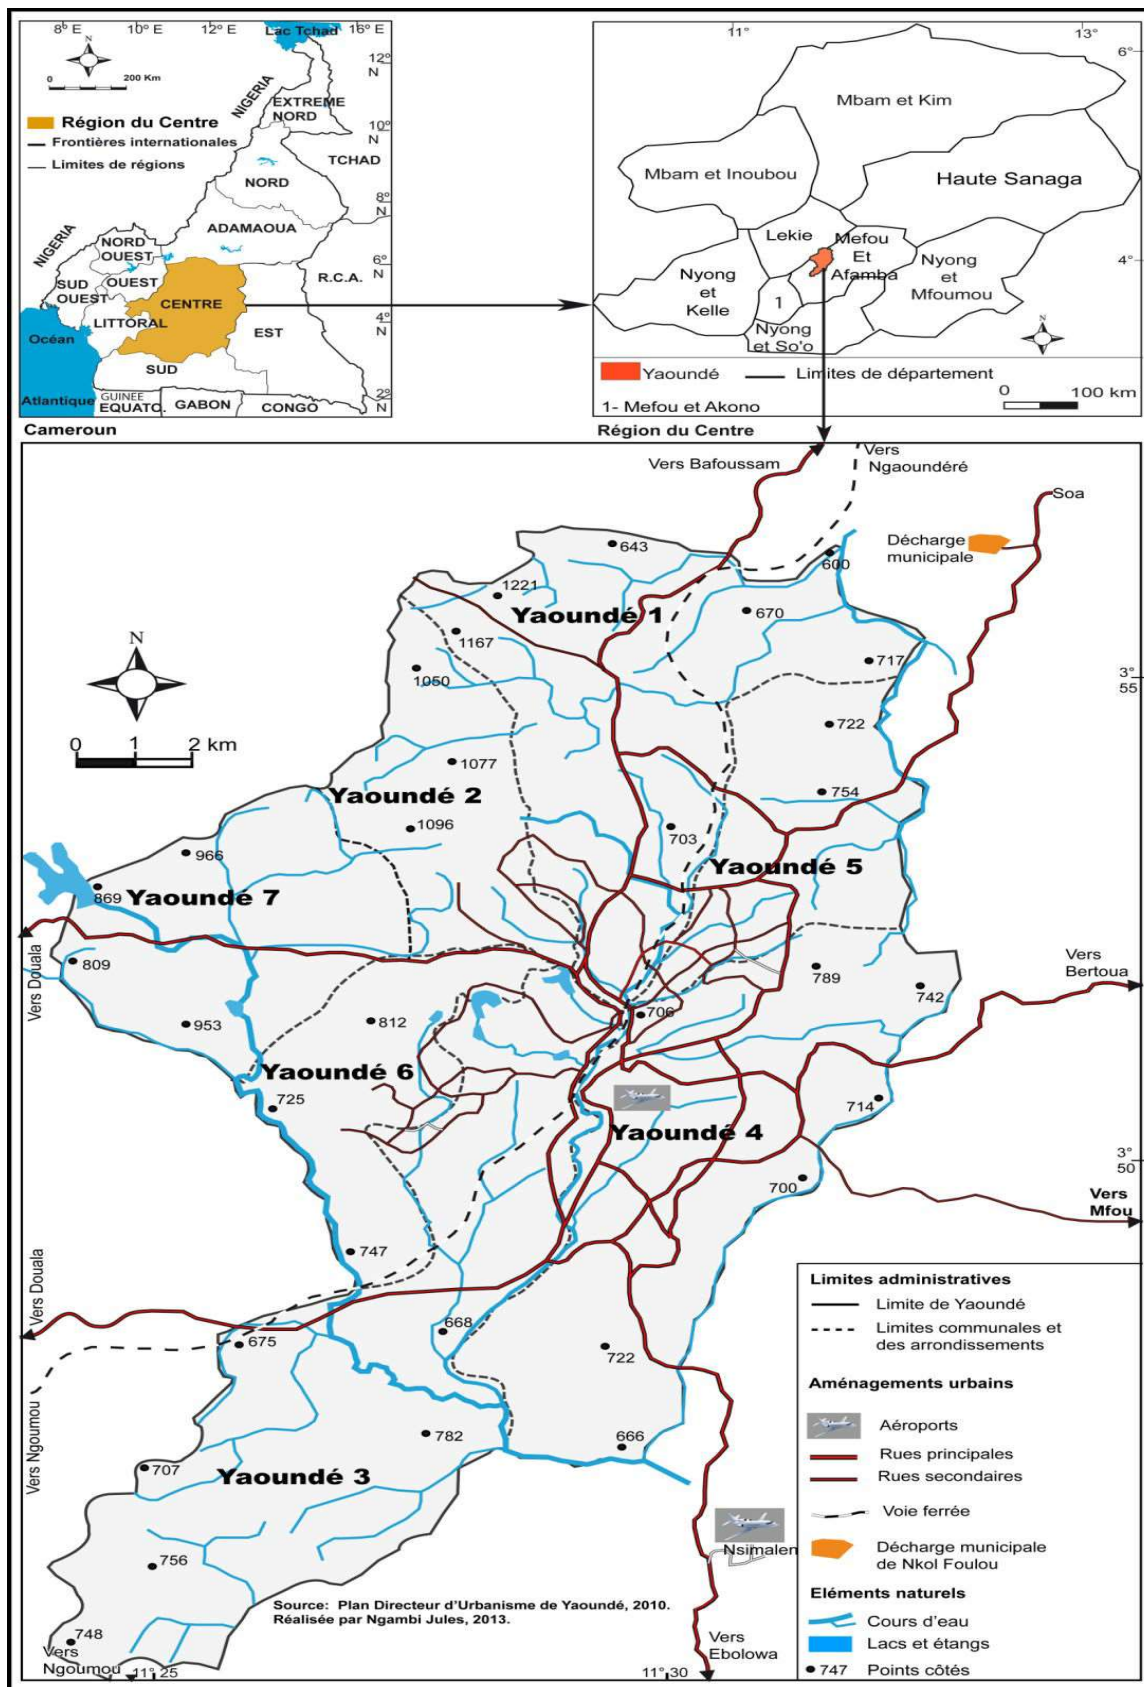 8º E
10º E
12º E
16º E
Lac Tchad
12º
N
N
0
200 Km
NIGERIA
EXTREME
NORD
Région du Centre
10º
N
Frontières internationales
Limites de régions
TCHAD
NORD
8º
N
ADAMAOUA
NIGERIA
NORD
OUEST
6º
N
SUD
OUEST
OUEST
R.C.A.
CENTRE
LITTORAL
4º
N
Océan
EST
SUD
Atlantique
GUINEE
EQUATO.
GABON
CONGO
2º
N
Cameroun
11°
13°
6°
Mbam et Kim
Mbam et Inoubou
Haute Sanaga
Lekie
Mefou
Et
Afamba
4°
Nyong
et
Kelle
Nyong
et
Mfoumou
1
Nyong
et So'o
N
Yaoundé
Limites de département
0
100 km
1- Mefou et Akono
Région du Centre
Vers Bafoussam
Vers
Ngaoundéré
Soa
Décharge
municipale
643
600
1221
Yaoundé 1
670
1167
717
1050
N
3°
55
722
0 1 2 km
1077
754
Yaoundé 2
1096
703
966
Yaoundé 5
869
Yaoundé 7
Vers Douala
809
789
Vers
Bertoua
742
953
812
706
Yaoundé 6
725
714
Yaoundé 4
3°
50
700
Vers
Mfou
747
Vers Douala
668
675
722
Vers Ngoumou
782
666
707
Yaoundé 3
Nsimalen
756
Source: Plan Directeur d'Urbanisme de Yaoundé, 2010.
Réalisée par Ngambi Jules, 2013.
748
Vers
Ngoumou
Vers
Ebolowa
11° 25
11° 30
Limites administratives
Limite de Yaoundé
Limites communales et
des arrondissements
Aménagements urbains
Aéroports
Rues principales
Rues secondaires
Voie ferrée
Décharge municipale
de Nkol Foulou
Eléments naturels
Cours d'eau
Lacs et étangs
747 Points côtés